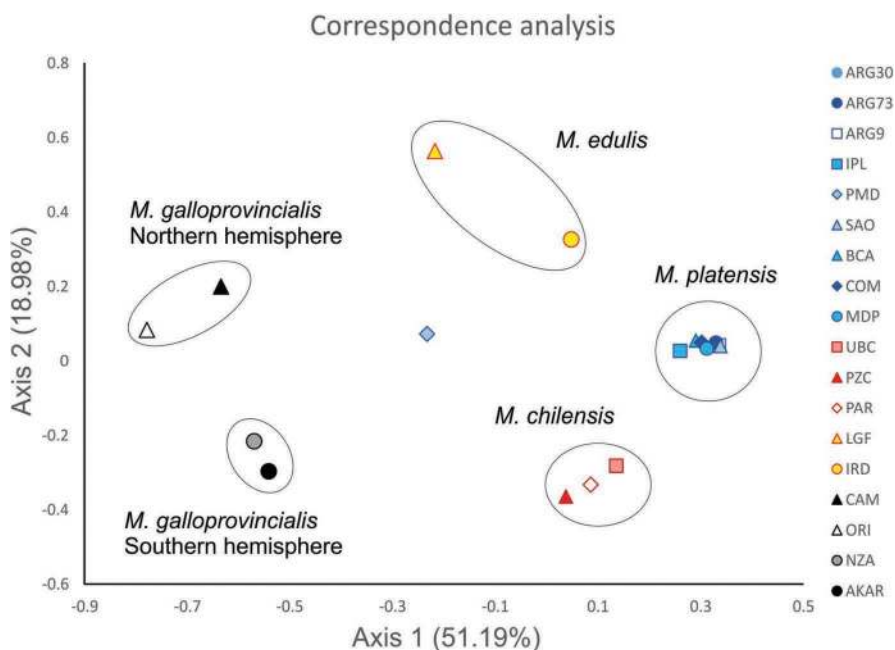 Correspondence analysis
Axis 2 (18.98%)
0.8
0.6
0.4
0.2
0
-0.2
-0.4
-0.6
-0.9
-0.7
-0.5
-0.3
-0.1
0.1
0.3
0.5
Axis 1 (51.19%)
M. edulis
M. galloprovincialis
Northern hemisphere
M. platensis
M. chilensis
M. galloprovincialis
Southern hemisphere
ARG30
ARG73
ARG9
IPL
PMD
SAO
BCA
COM
MDP
UBC
PZC
PAR
LGF
IRD
CAM
ORI
NZA
AKAR